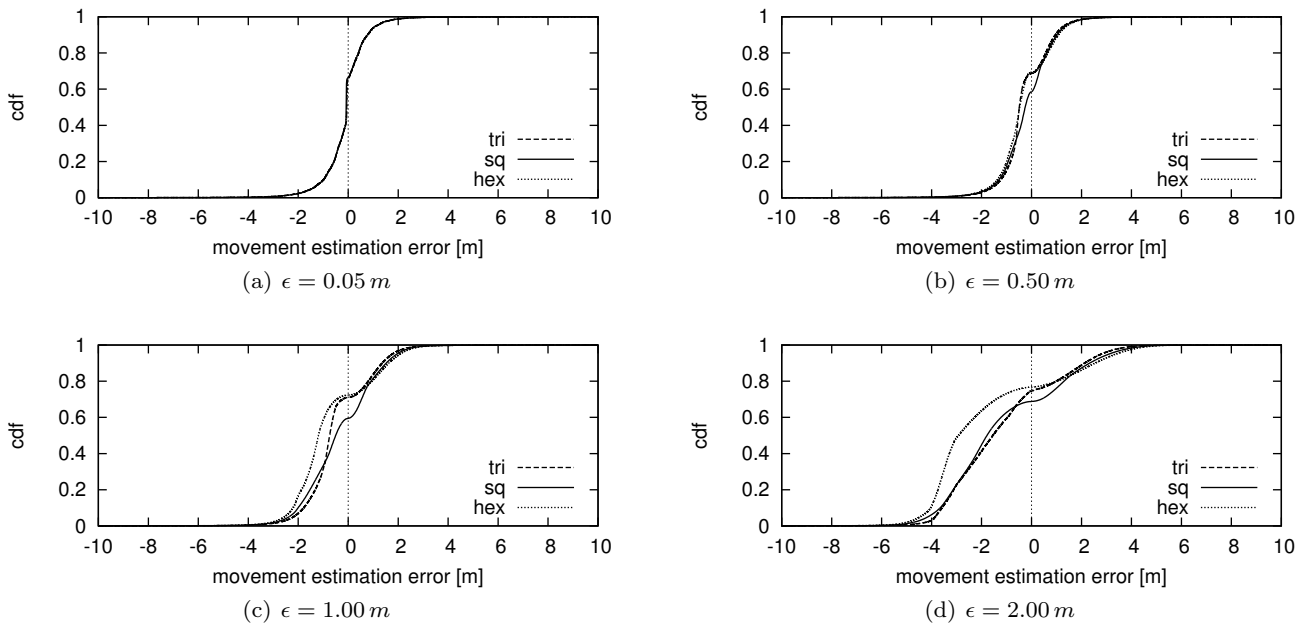 1
0.8
0.6
0.4
0.2
0
cdf
tri
sq
hex
-10 -8 -6 -4 -2 0 2 4 6 8 10
movement estimation error [m]
(a) ϵ = 0.05 m
1
0.8
0.6
0.4
0.2
0
cdf
tri
sq
hex
-10 -8 -6 -4 -2 0 2 4 6 8 10
movement estimation error [m]
(b) ϵ = 0.50 m
1
0.8
0.6
0.4
0.2
0
cdf
tri
sq
hex
-10 -8 -6 -4 -2 0 2 4 6 8 10
movement estimation error [m]
(c) ϵ = 1.00 m
1
0.8
0.6
0.4
0.2
0
cdf
tri
sq
hex
-10 -8 -6 -4 -2 0 2 4 6 8 10
movement estimation error [m]
(d) ϵ = 2.00 m